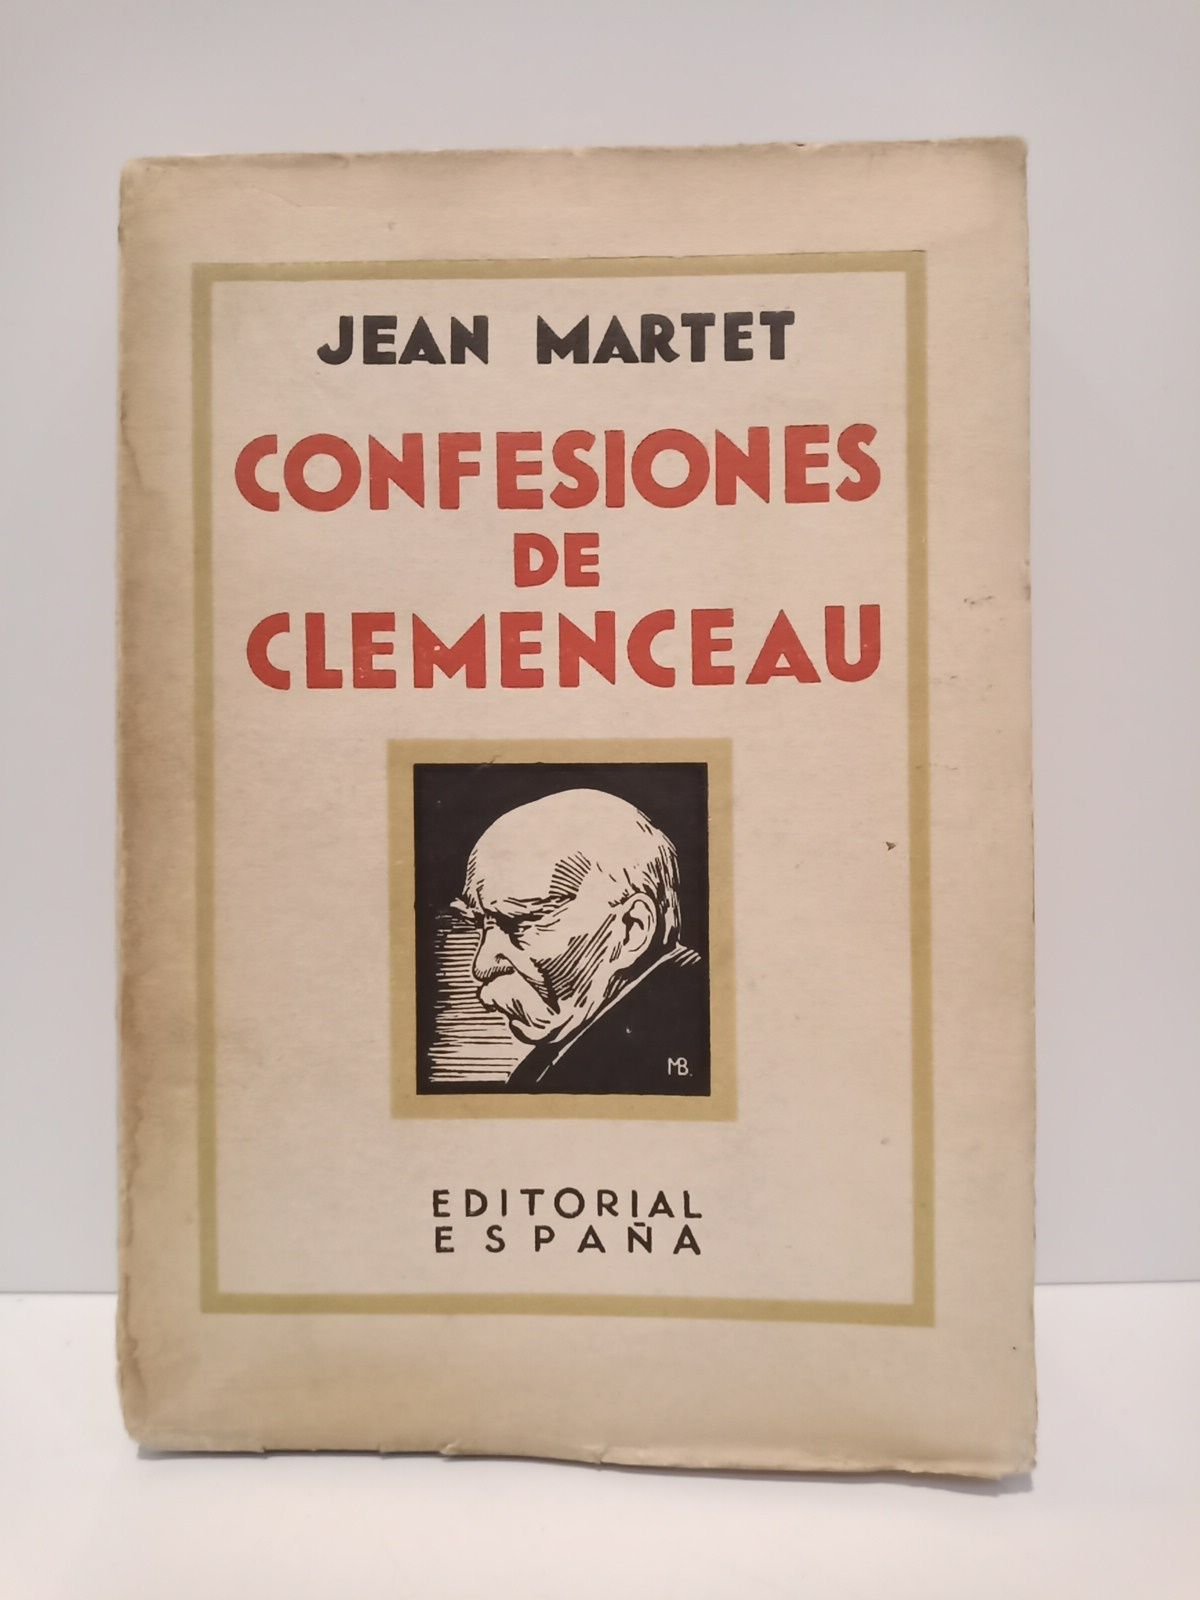 JEAN MARTET
CONFESIONES
DE
CLEMENCEAU
MB.
EDITORIAL
ESPAÑA